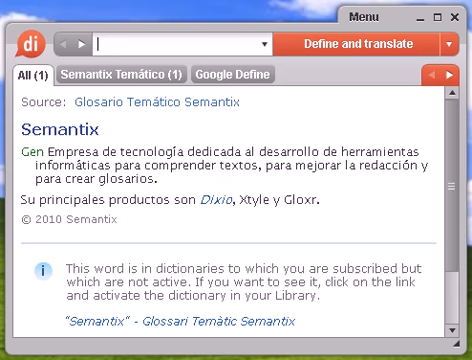 Menu
di
Define and translate
All (1) Semantix Temático (1) Google Define
Source: Glosario Temático Semantix
Semantix
Gen Empresa de tecnología dedicada al desarrollo de herramientas
informáticas para comprender textos, para mejorar la redacción y
para crear glosarios.
Su principales productos son Dixio, Xtyle y Gloxr.
© 2010 Semantix
i This word is in dictionaries to which you are subscribed but
which are not active. If you want to see it, click on the link
and activate the dictionary in your Library.
"Semantix" - Glossari Temàtic Semantix